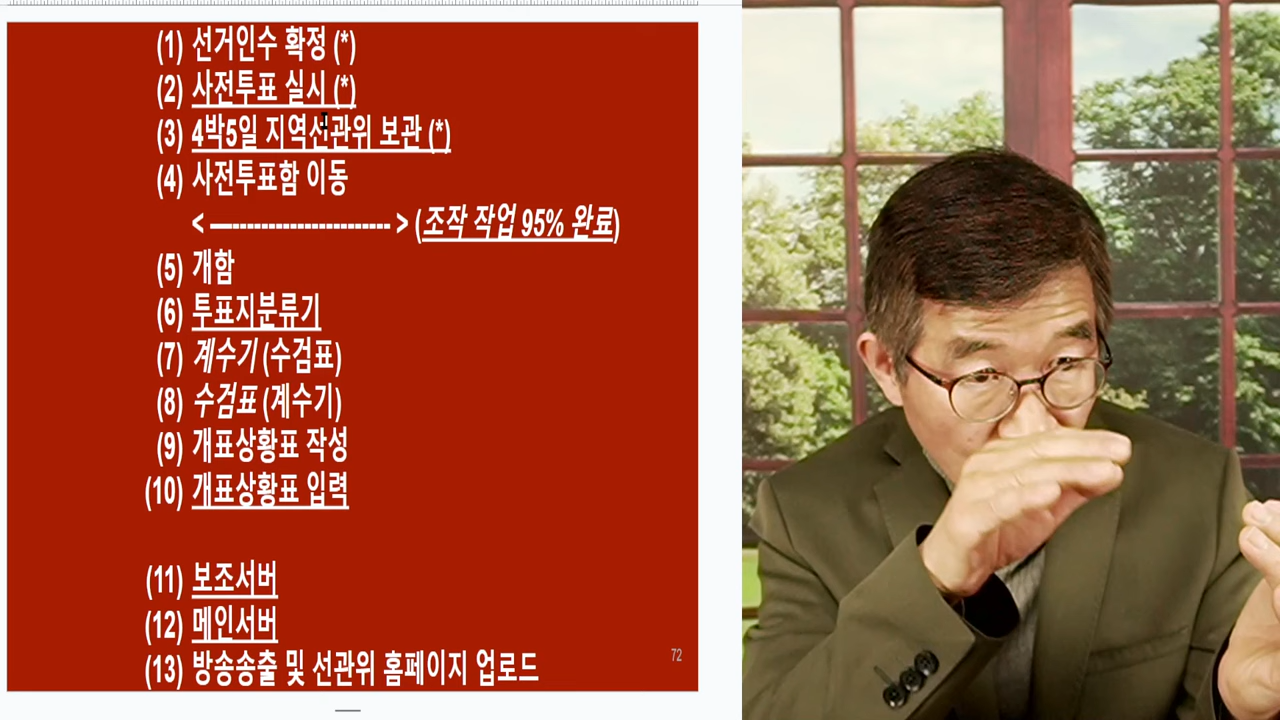 (1) 선거인수 확정 (*)
(2) 사전투표 실시 (*)
(3) 4박5일 지역선관위 보관 (*)
(4) 사전투표함 이동
< ----------------------- > (조작 작업 95% 완료)
(5) 개함
(6) 투표지분류기
(7) 계수기 (수검표)
(8) 수검표 (계수기)
(9) 개표상황표 작성
(10) 개표상황표 입력
(11) 보조서버
(12) 메인서버
(13) 방송송출 및 선관위 홈페이지 업로드
72